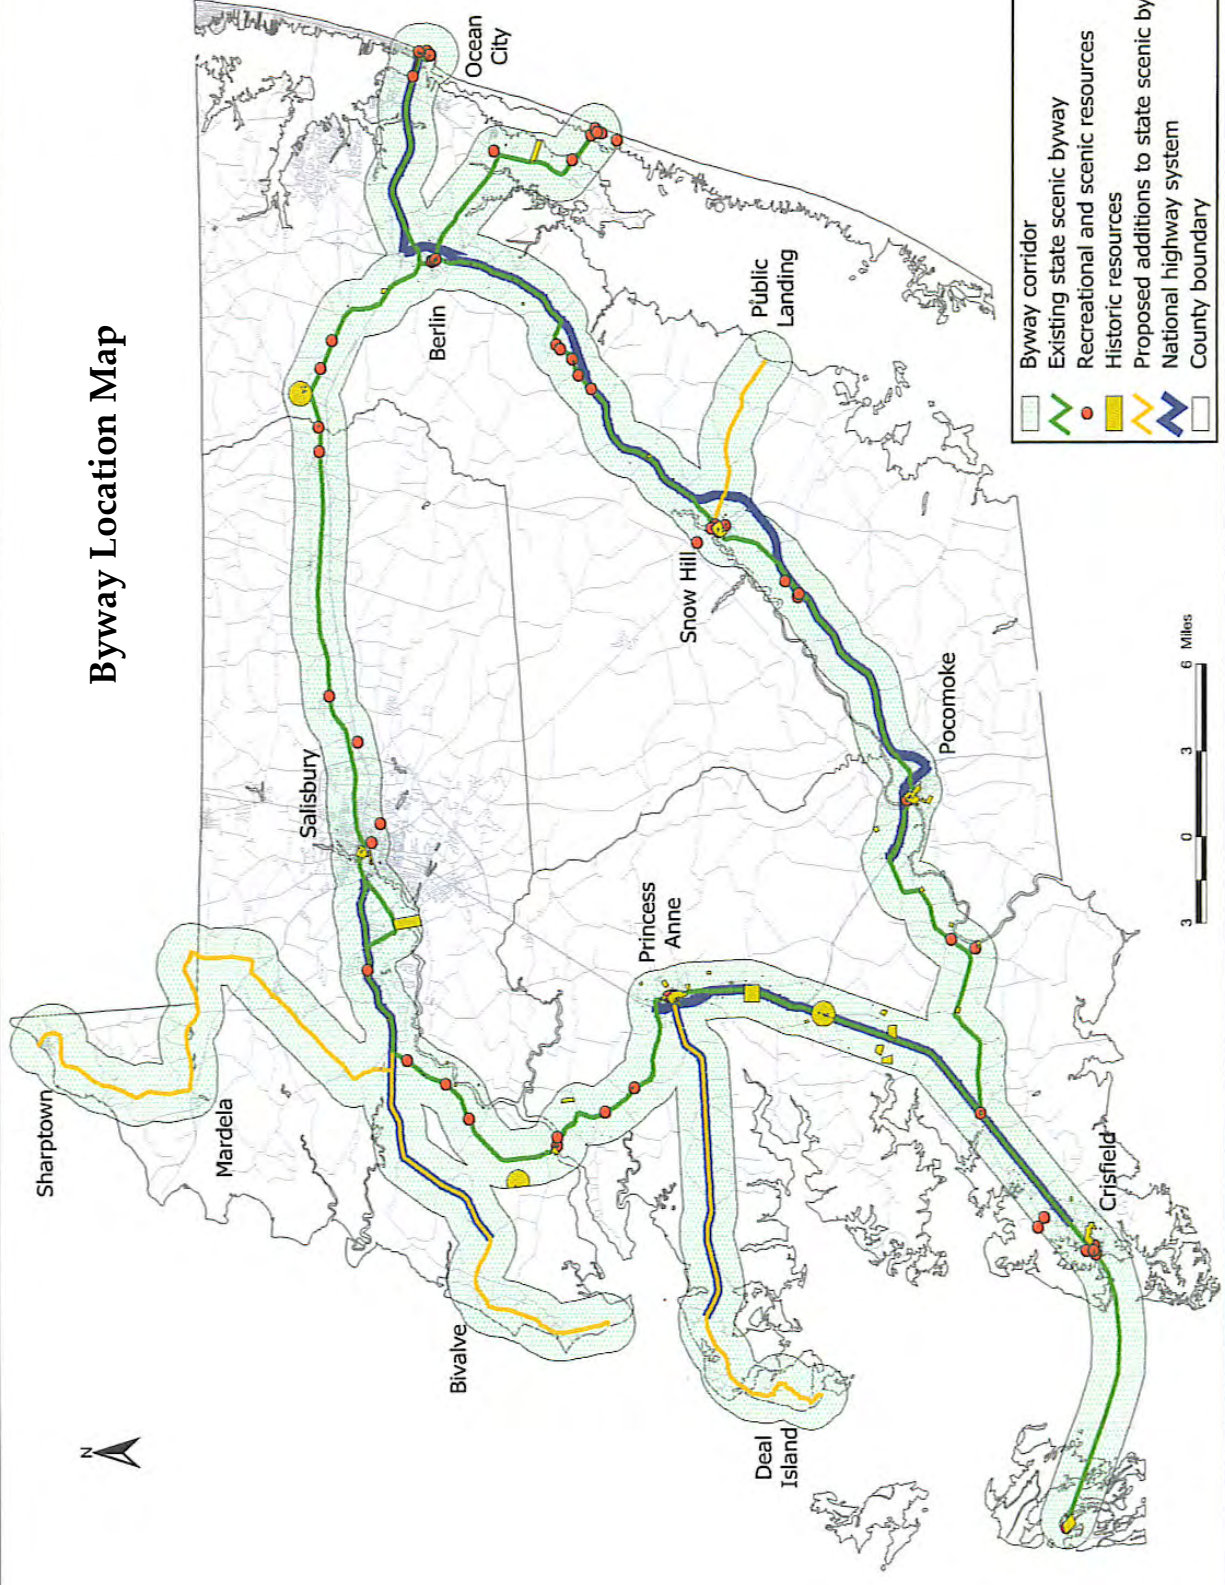 Byway Location Map
N
Sharptown
Mardela
Bivalve
Salisbury
Ocean
City
Berlin
Public
Landing
Snow Hill
Pocomoke
Princess
Anne
Deal
Island
Crisfield
Byway corridor
Existing state scenic byway
Recreational and scenic resources
Historic resources
Proposed additions to state scenic by
National highway system
County boundary
3 0 3 6 Miles